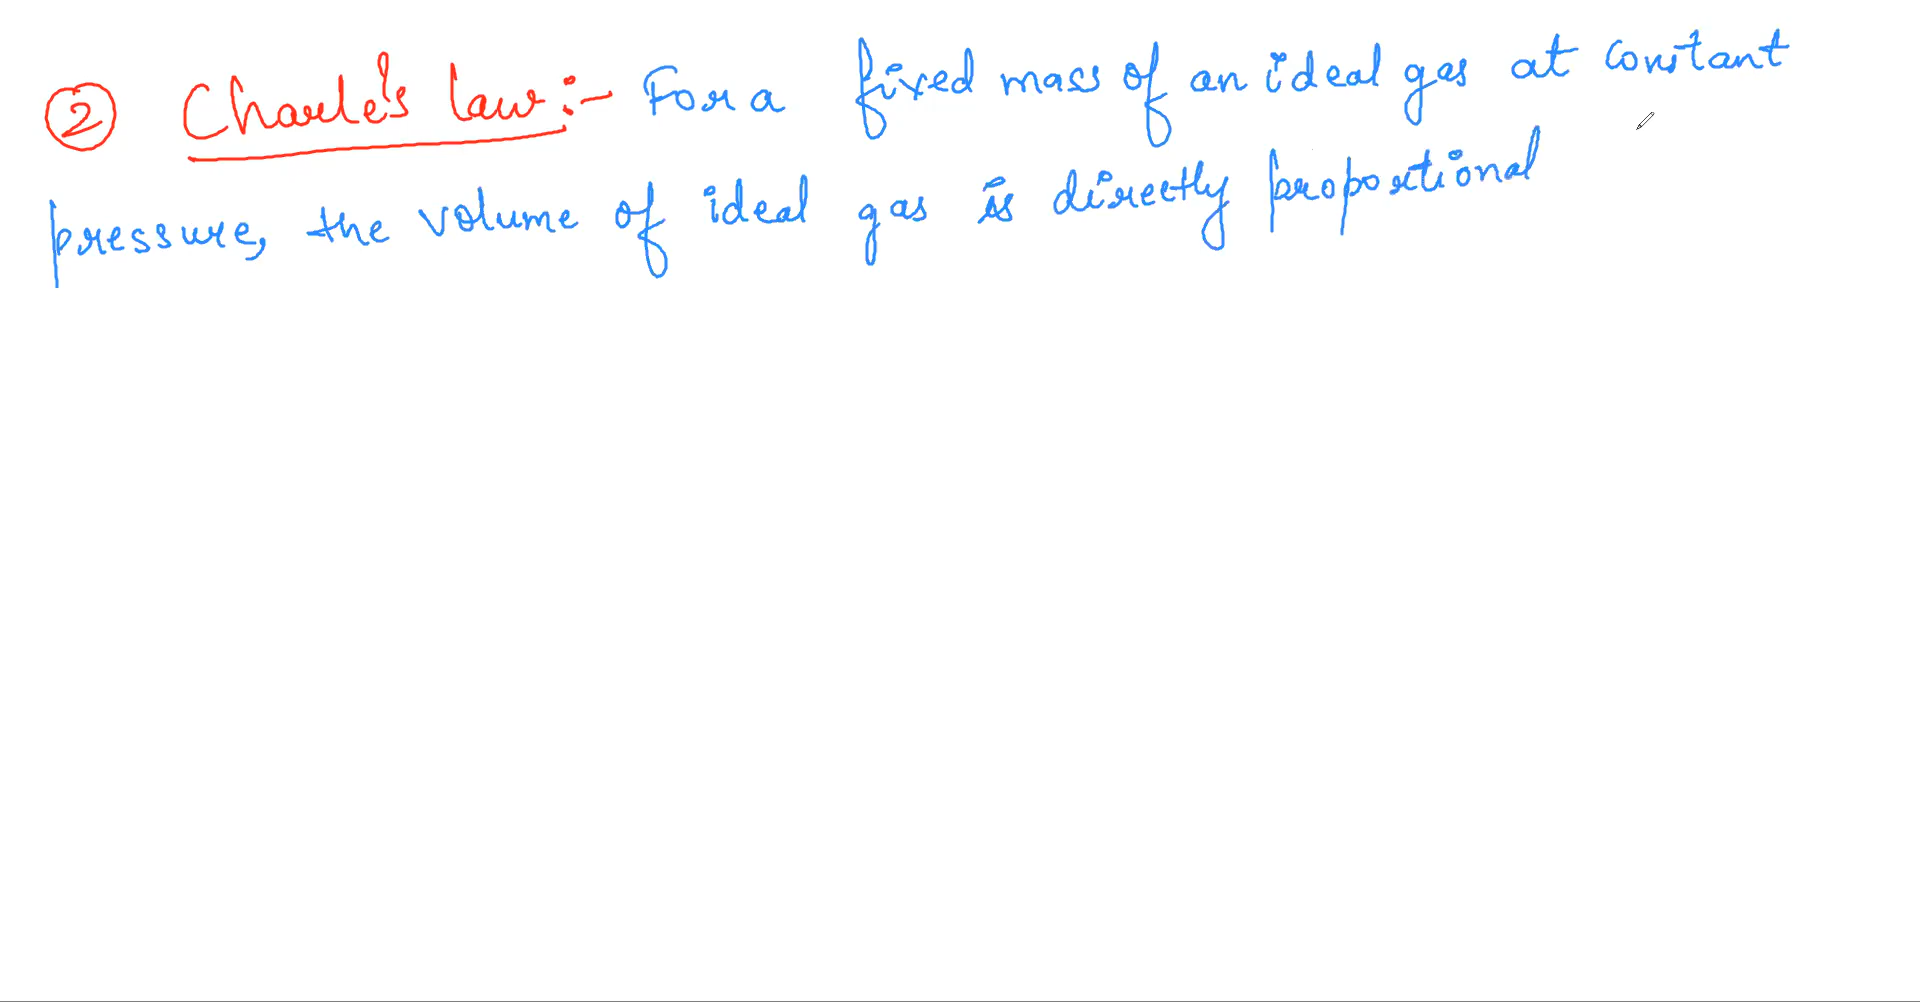 ② Charle's law :- For a fixed mass of an ideal gas at constant
pressure, the volume of ideal gas is directly proportional